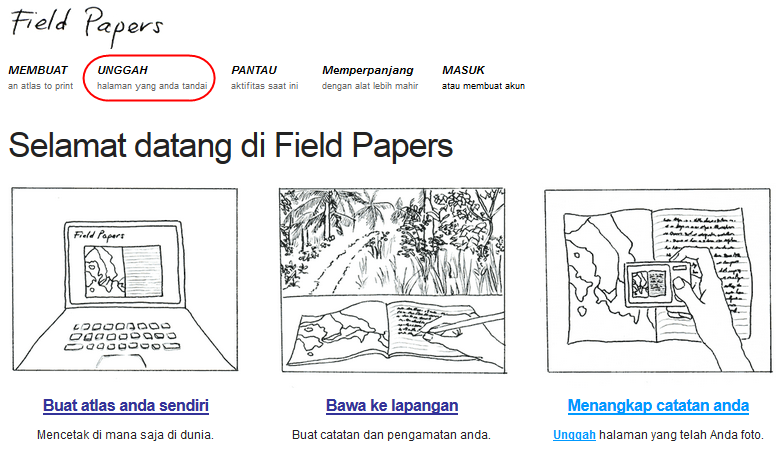 Field Papers
MEMBUAT
an atlas to print
UNGGAH
halaman yang anda tandai
PANTAU
aktifitas saat ini
Memperpanjang
dengan alat lebih mahir
MASUK
atau membuat akun
Selamat datang di Field Papers
Field Papers
Buat atlas anda sendiri
Mencetak di mana saja di dunia.
Bawa ke lapangan
Buat catatan dan pengamatan anda.
Menangkap catatan anda
Unggah halaman yang telah Anda foto.